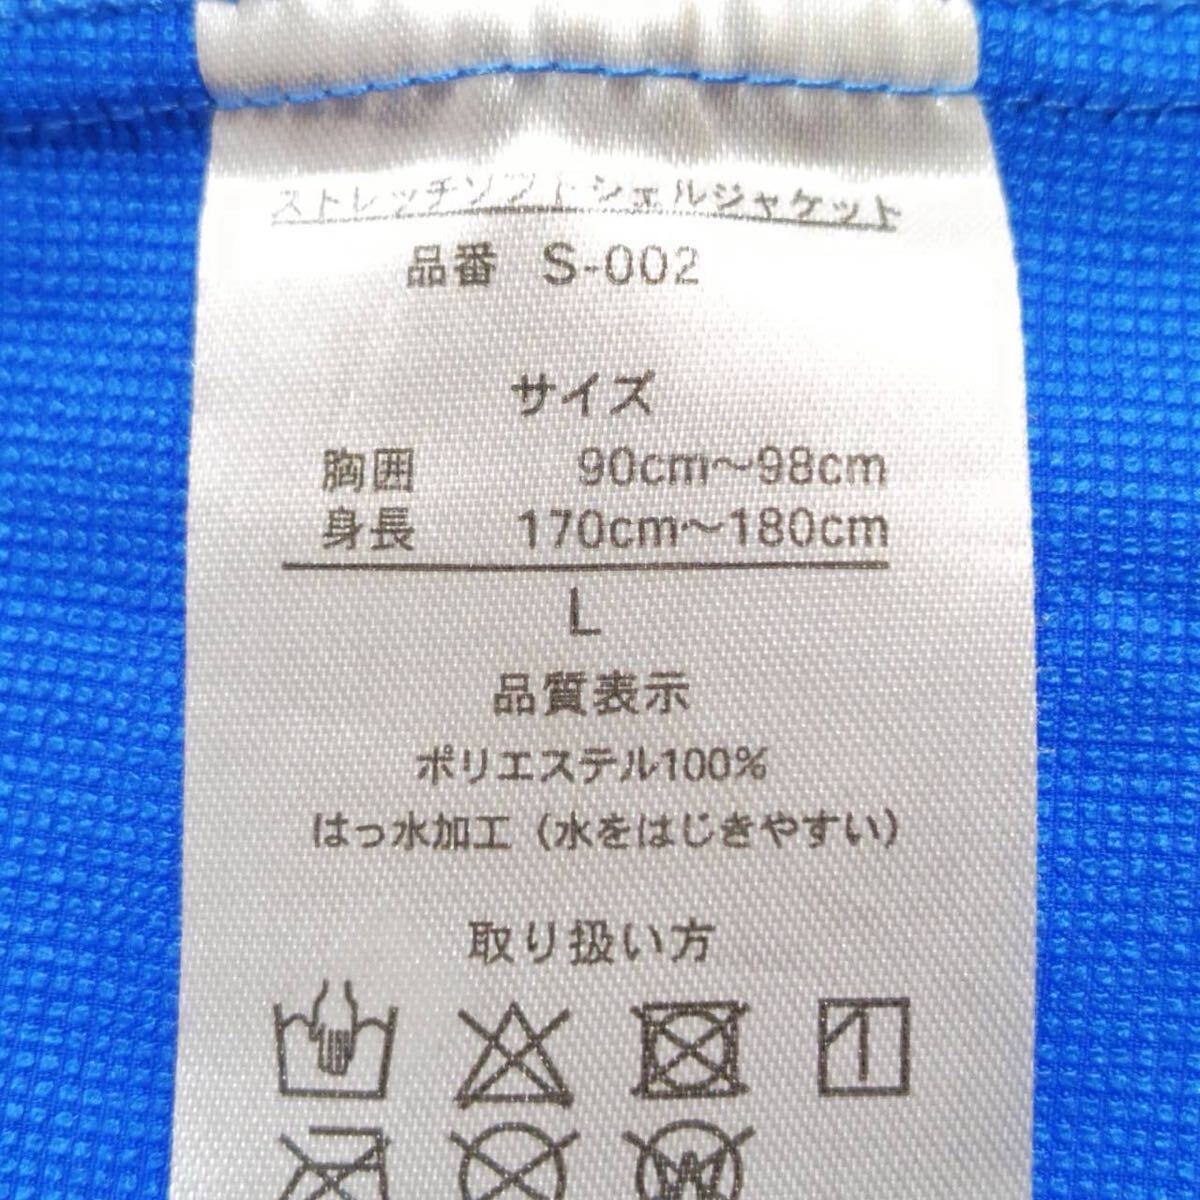 ストレッチソフトシェルジャケット
品番 S-002
サイズ
胸囲 90cm〜98cm
身長 170cm〜180cm
L
品質表示
ポリエステル100%
はっ水加工（水をはじきやすい）
取り扱い方